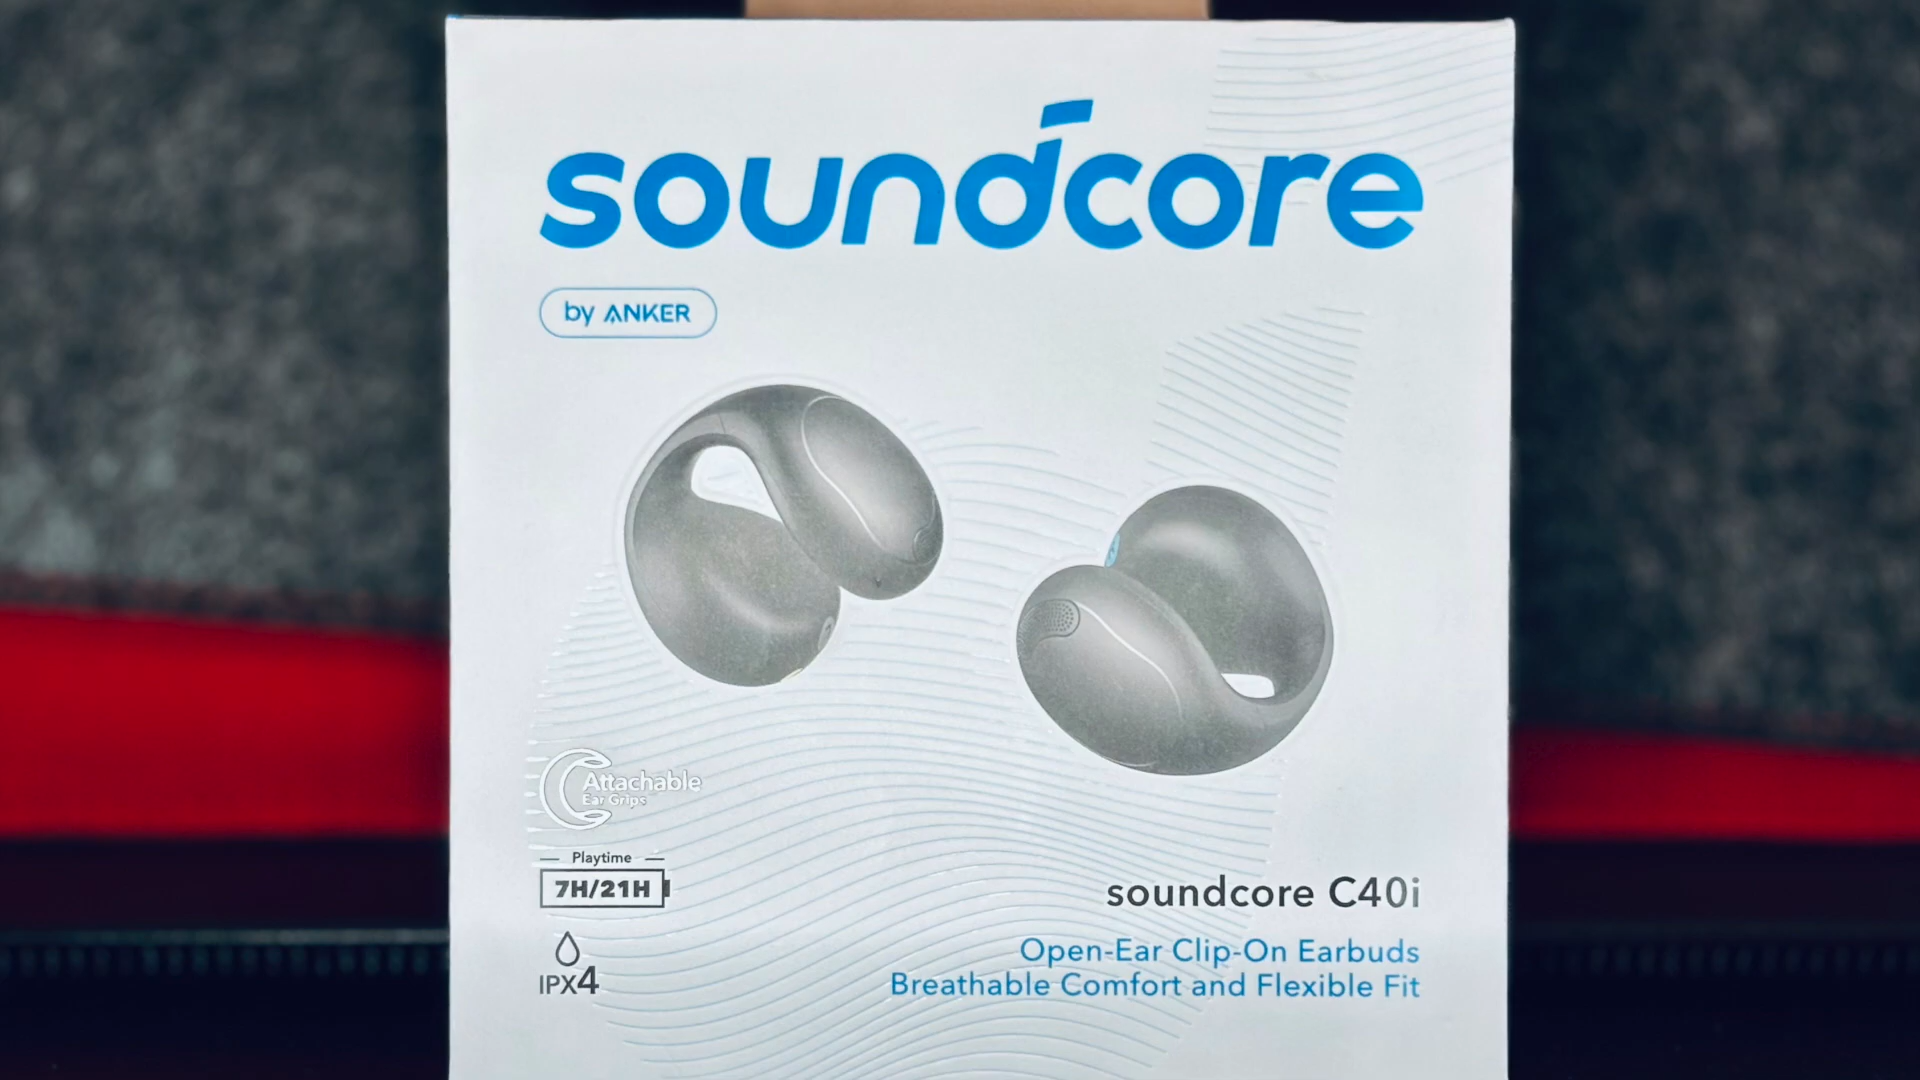 soundcore
by ANKER
Attachable
Ear Grips
Playtime
7H/21H
IPX4
soundcore C40i
Open-Ear Clip-On Earbuds
Breathable Comfort and Flexible Fit